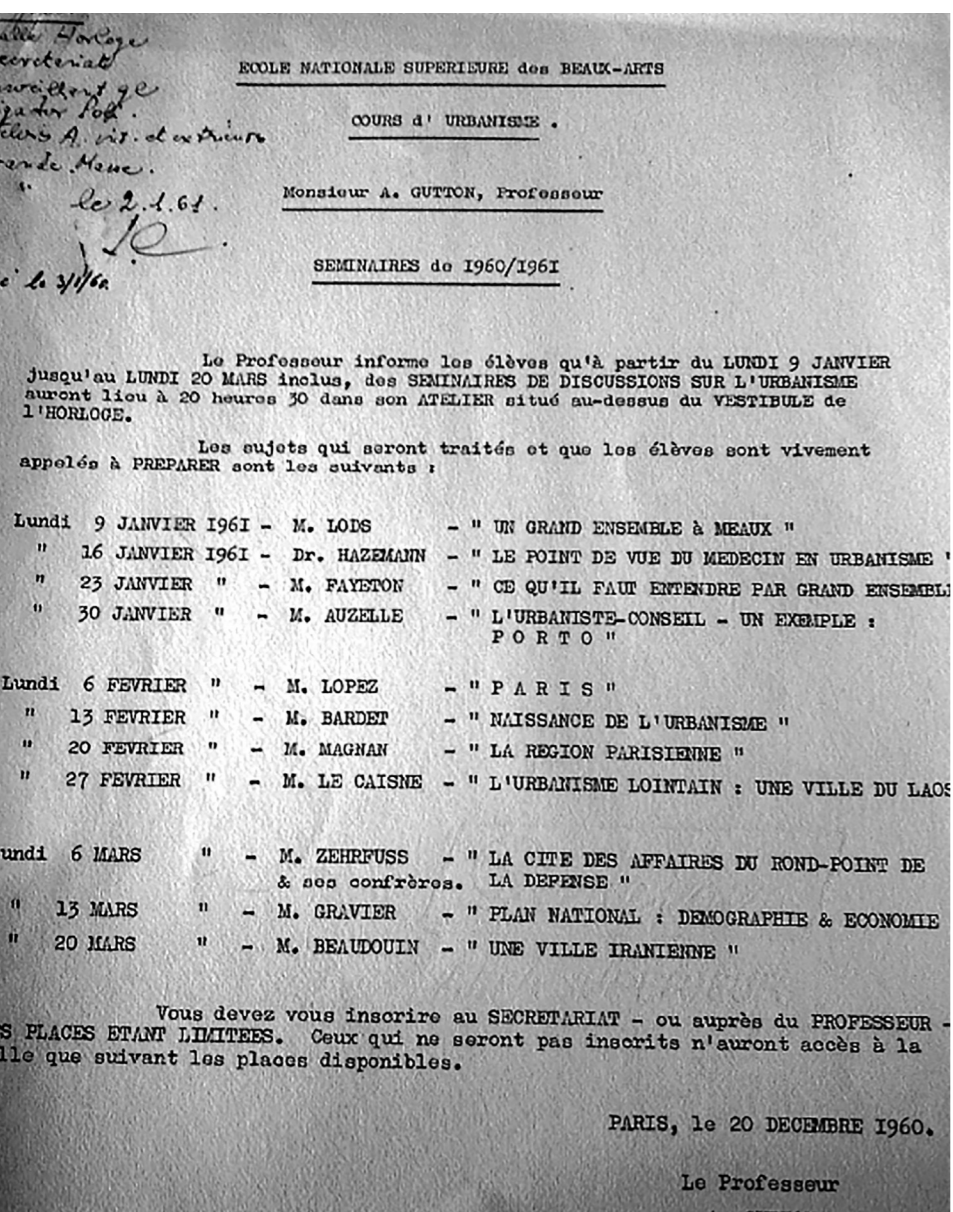 Horloge
le 2.1.61.
le 3/1/60
ECOLE NATIONALE SUPERIEURE des BEAUX-ARTS
COURS d' URBANISME .
Monsieur A. GUTTON, Professeur
SEMINAIRES de I960/I96I
Le Professeur informe les élèves qu'à partir du LUNDI 9 JANVIER
jusqu'au LUNDI 20 MARS inclus, des SEMINAIRES DE DISCUSSIONS SUR L'URBANISME
auront lieu à 20 heures 30 dans son ATELIER situé au-dessus du VESTIBULE de
l'HORLOGE.
Les sujets qui seront traités et que les élèves sont vivement
appelés à PREPARER sont les suivants :
Lundi 9 JANVIER I96I - M. LODS - " UN GRAND ENSEMBLE à MEAUX "
" 16 JANVIER I96I - Dr. HAZEMANN - " LE POINT DE VUE DU MEDECIN EN URBANISME "
" 23 JANVIER " - M. FAYETON - " CE QU'IL FAUT ENTENDRE PAR GRAND ENSEMBL
" 30 JANVIER " - M. AUZELLE - " L'URBANISTE-CONSEIL - UN EXEMPLE :
P O R T O "
Lundi 6 FEVRIER " - M. LOPEZ - " P A R I S "
" 13 FEVRIER " - M. BARDET - " NAISSANCE DE L'URBANISME "
" 20 FEVRIER " - M. MAGNAN - " LA REGION PARISIENNE "
" 27 FEVRIER " - M. LE CAISNE - " L'URBANISME LOINTAIN : UNE VILLE DU LAOS
undi 6 MARS " - M. ZEHRFUSS - " LA CITE DES AFFAIRES DU ROND-POINT DE
& ses confrères. LA DEFENSE "
" 13 MARS " - M. GRAVIER - " PLAN NATIONAL : DEMOGRAPHIE & ECONOMIE
" 20 MARS " - M. BEAUDOUIN - " UNE VILLE IRANIENNE "
Vous devez vous inscrire au SECRETARIAT - ou auprès du PROFESSEUR -
S PLACES ETANT LIMITEES. Ceux qui ne seront pas inscrits n'auront accès à la
lle que suivant les places disponibles.
PARIS, le 20 DECEMBRE I960.
Le Professeur